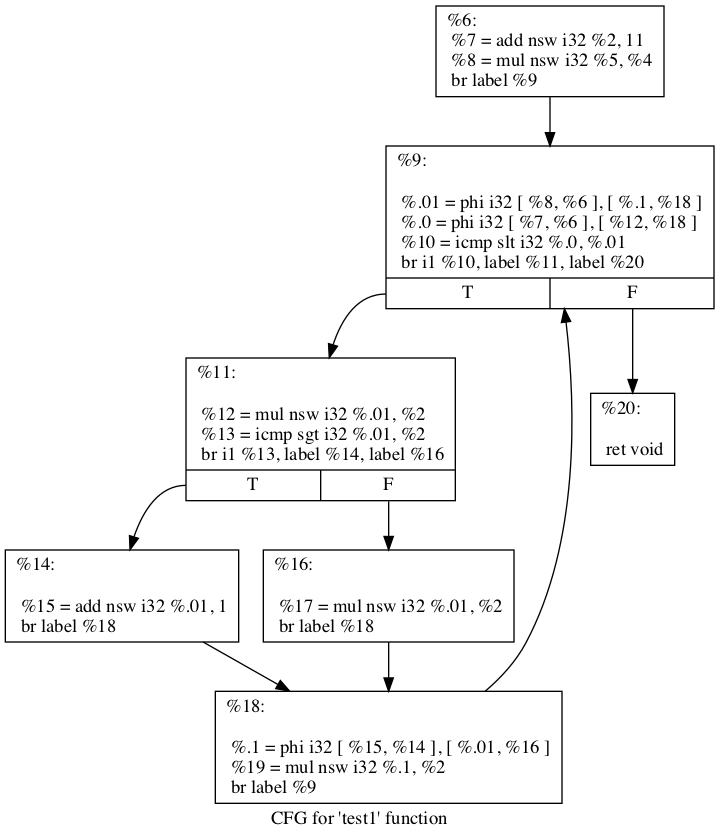 %6:
%7 = add nsw i32 %2, 11
%8 = mul nsw i32 %5, %4
br label %9
%9:
%.01 = phi i32 [ %8, %6 ], [ %.1, %18 ]
%.0 = phi i32 [ %7, %6 ], [ %12, %18 ]
%10 = icmp slt i32 %.0, %.01
br i1 %10, label %11, label %20
T F
%11:
%12 = mul nsw i32 %.01, %2
%13 = icmp sgt i32 %.01, %2
br i1 %13, label %14, label %16
T F
%20:
ret void
%14:
%15 = add nsw i32 %.01, 1
br label %18
%16:
%17 = mul nsw i32 %.01, %2
br label %18
%18:
%.1 = phi i32 [ %15, %14 ], [ %.01, %16 ]
%19 = mul nsw i32 %.1, %2
br label %9
CFG for 'test1' function